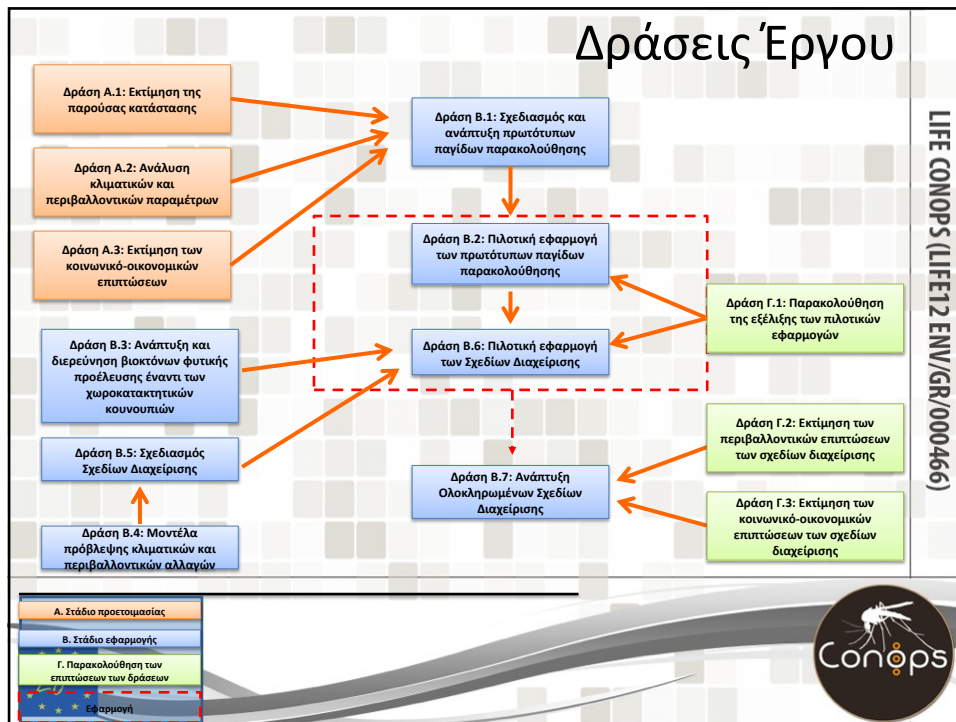 Δράσεις Έργου
Δράση Α.1: Εκτίμηση της
παρούσας κατάστασης
Δράση Α.2: Ανάλυση
κλιματικών και
περιβαλλοντικών παραμέτρων
Δράση Α.3: Εκτίμηση των
κοινωνικό-οικονομικών
επιπτώσεων
Δράση Β.1: Σχεδιασμός και
ανάπτυξη πρωτότυπων
παγίδων παρακολούθησης
Δράση Β.2: Πιλοτική εφαρμογή
των πρωτότυπων παγίδων
παρακολούθησης
Δράση Β.3: Ανάπτυξη και
διερεύνηση βιοκτόνων φυτικής
προέλευσης έναντι των
χωροκατακτητικών
κουνουπιών
Δράση Β.6: Πιλοτική εφαρμογή
των Σχεδίων Διαχείρισης
Δράση Γ.1: Παρακολούθηση
της εξέλιξης των πιλοτικών
εφαρμογών
Δράση Β.5: Σχεδιασμός
Σχεδίων Διαχείρισης
Δράση Β.4: Μοντέλα
πρόβλεψης κλιματικών και
περιβαλλοντικών αλλαγών
Δράση Β.7: Ανάπτυξη
Ολοκληρωμένων Σχεδίων
Διαχείρισης
Δράση Γ.2: Εκτίμηση των
περιβαλλοντικών επιπτώσεων
των σχεδίων διαχείρισης
Δράση Γ.3: Εκτίμηση των
κοινωνικό-οικονομικών
επιπτώσεων των σχεδίων
διαχείρισης
LIFE CONOPS (LIFE12 ENV/GR/000466)
Α. Στάδιο προετοιμασίας
Β. Στάδιο εφαρμογής
Γ. Παρακολούθηση των
επιπτώσεων των δράσεων
Εφαρμογή
Conops